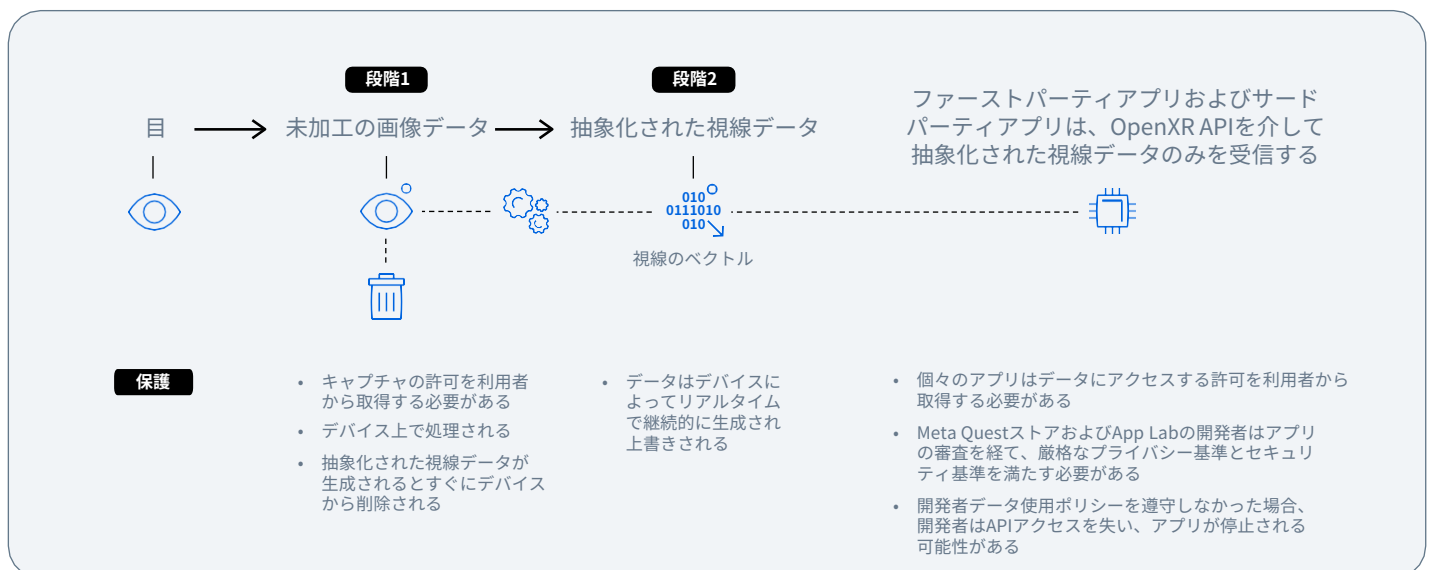 段階1
段階2
目
未加工の画像データ
抽象化された視線データ
ファーストパーティアプリおよびサード
パーティアプリは、OpenXR APIを介して
抽象化された視線データのみを受信する
010
0111010
010
視線のベクトル
保護
• キャプチャの許可を利用者
から取得する必要がある
• デバイス上で処理される
• 抽象化された視線データが
生成されるとすぐにデバイス
から削除される
• データはデバイスに
よってリアルタイム
で継続的に生成され
上書きされる
• 個々のアプリはデータにアクセスする許可を利用者から
取得する必要がある
• Meta QuestストアおよびApp Labの開発者はアプリ
の審査を経て、厳格なプライバシー基準とセキュリ
ティ基準を満たす必要がある
• 開発者データ使用ポリシーを遵守しなかった場合、
開発者はAPIアクセスを失い、アプリが停止される
可能性がある